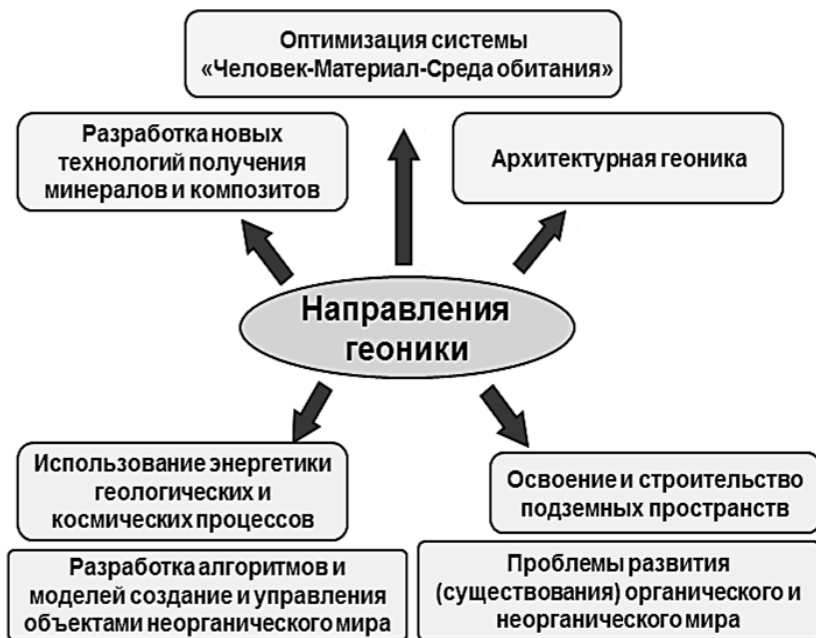 Оптимизация системы
«Человек-Материал-Среда обитания»
Разработка новых
технологий получения
минералов и композитов
Архитектурная геоника
Направления
геоники
Использование энергетики
геологических и
космических процессов
Освоение и строительство
подземных пространств
Разработка алгоритмов и
моделей создание и управления
объектами неорганического мира
Проблемы развития
(существования) органического и
неорганического мира